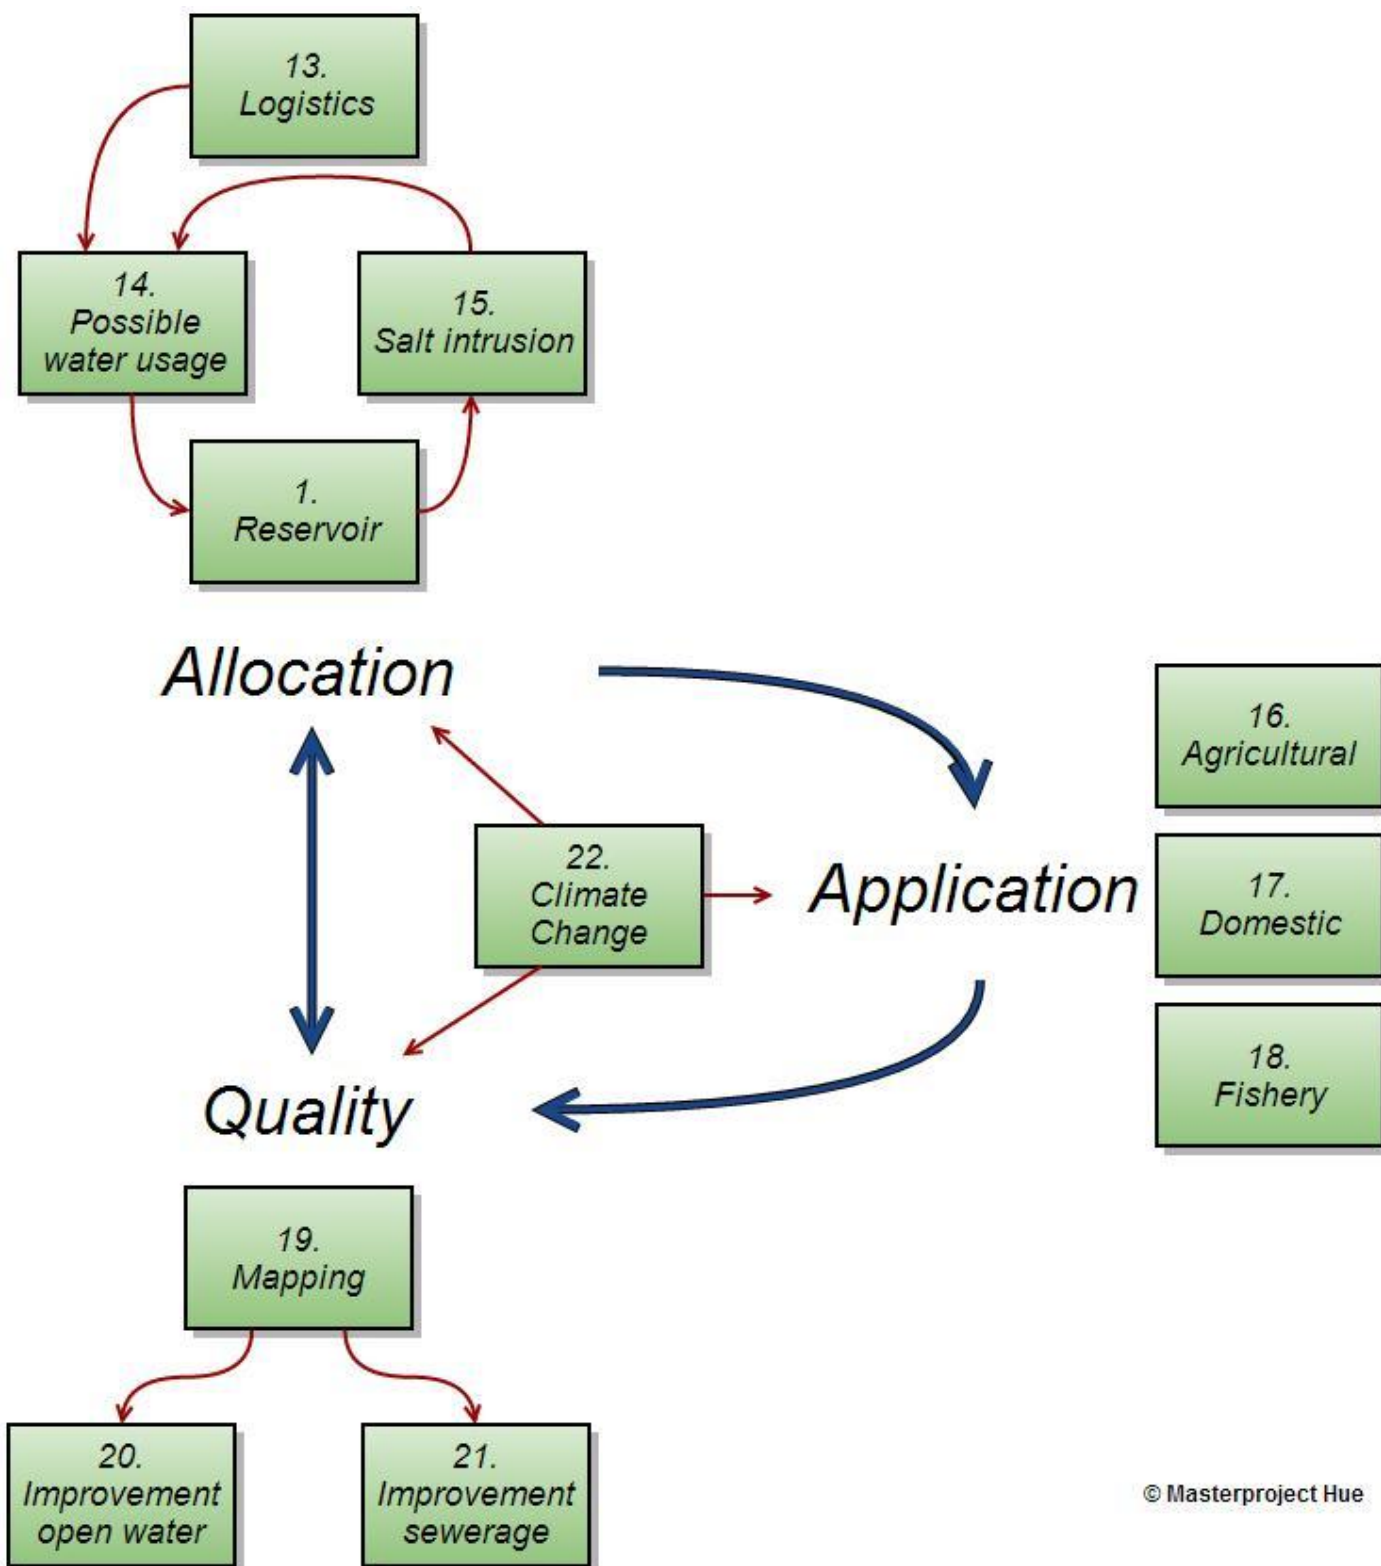 13.
Logistics
14.
Possible
water usage
15.
Salt intrusion
1.
Reservoir
Allocation
16.
Agricultural
22.
Climate
Change
Application
17.
Domestic
18.
Fishery
Quality
19.
Mapping
20.
Improvement
open water
21.
Improvement
sewerage
© Masterproject Hue